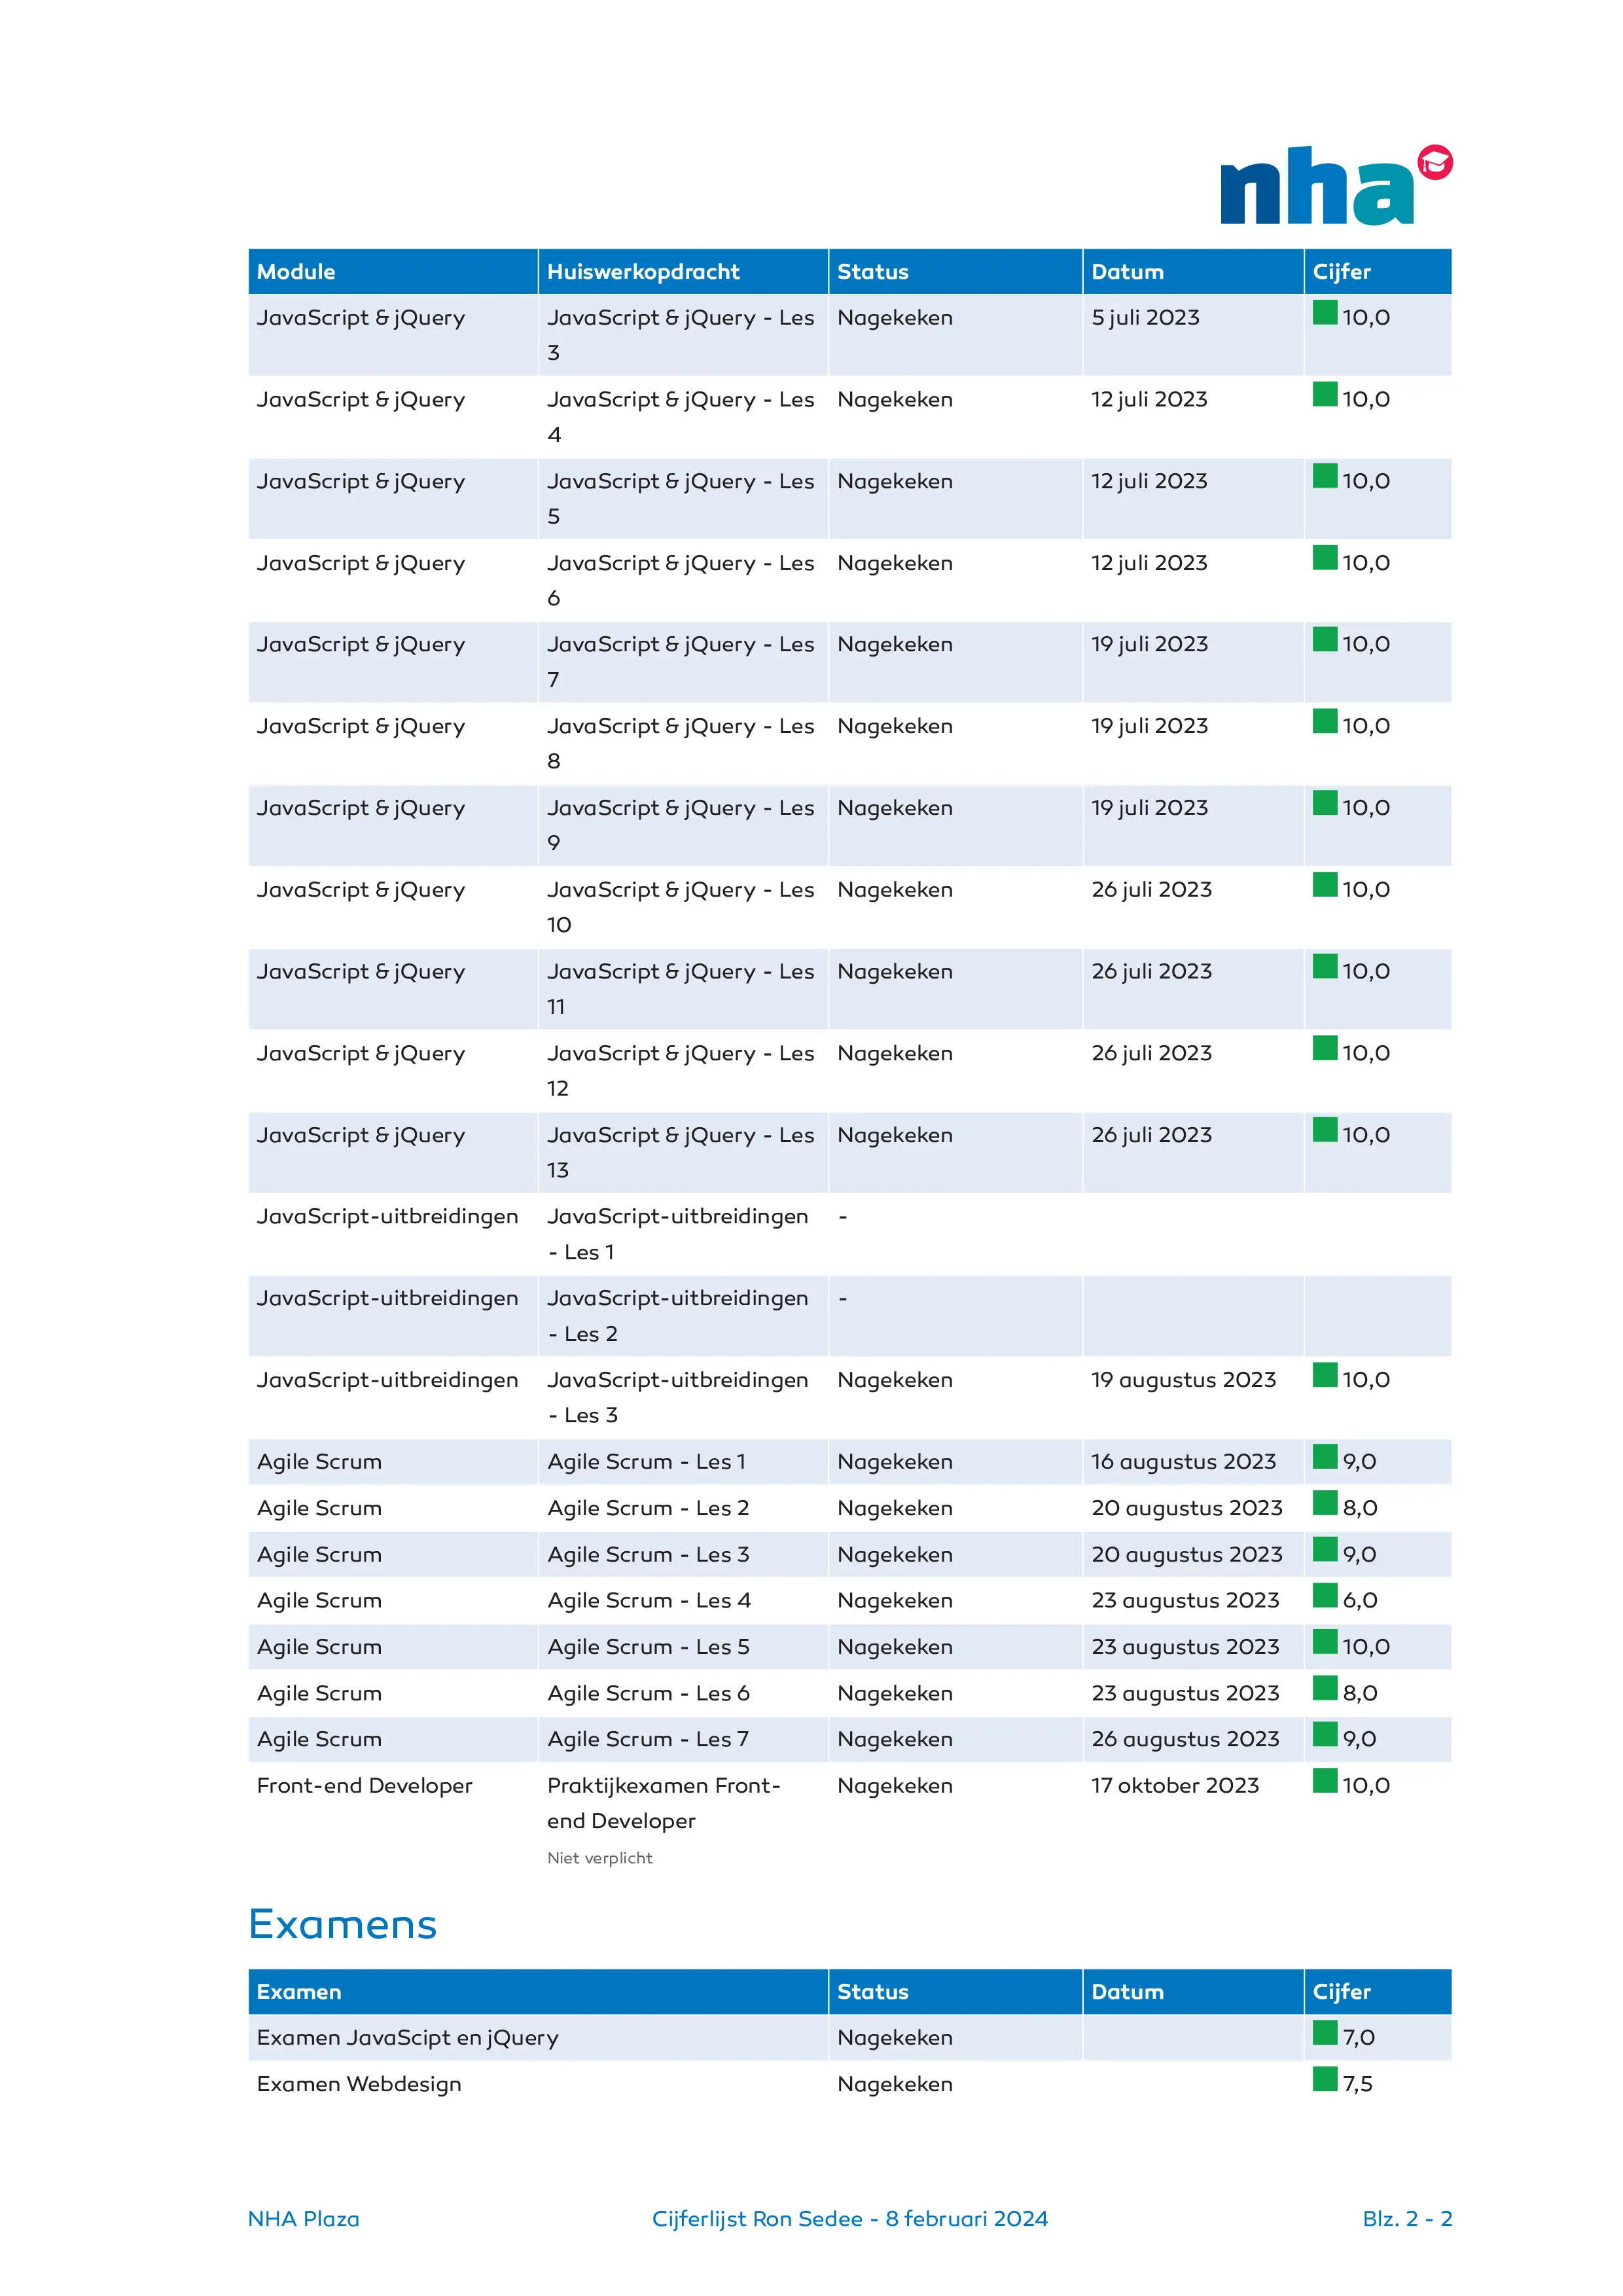 nha
Module Huiswerkopdracht Status Datum Cijfer
JavaScript & jQuery JavaScript & jQuery - Les Nagekeken 5 juli 2023 10,0
3
JavaScript & jQuery JavaScript & jQuery - Les Nagekeken 12 juli 2023 10,0
4
JavaScript & jQuery JavaScript & jQuery - Les Nagekeken 12 juli 2023 10,0
5
JavaScript & jQuery JavaScript & jQuery - Les Nagekeken 12 juli 2023 10,0
6
JavaScript & jQuery JavaScript & jQuery - Les Nagekeken 19 juli 2023 10,0
7
JavaScript & jQuery JavaScript & jQuery - Les Nagekeken 19 juli 2023 10,0
8
JavaScript & jQuery JavaScript & jQuery - Les Nagekeken 19 juli 2023 10,0
9
JavaScript & jQuery JavaScript & jQuery - Les Nagekeken 26 juli 2023 10,0
10
JavaScript & jQuery JavaScript & jQuery - Les Nagekeken 26 juli 2023 10,0
11
JavaScript & jQuery JavaScript & jQuery - Les Nagekeken 26 juli 2023 10,0
12
JavaScript & jQuery JavaScript & jQuery - Les Nagekeken 26 juli 2023 10,0
13
JavaScript-uitbreidingen JavaScript-uitbreidingen -
- Les 1
JavaScript-uitbreidingen JavaScript-uitbreidingen -
- Les 2
JavaScript-uitbreidingen JavaScript-uitbreidingen Nagekeken 19 augustus 2023 10,0
- Les 3
Agile Scrum Agile Scrum - Les 1 Nagekeken 16 augustus 2023 9,0
Agile Scrum Agile Scrum - Les 2 Nagekeken 20 augustus 2023 8,0
Agile Scrum Agile Scrum - Les 3 Nagekeken 20 augustus 2023 9,0
Agile Scrum Agile Scrum - Les 4 Nagekeken 23 augustus 2023 6,0
Agile Scrum Agile Scrum - Les 5 Nagekeken 23 augustus 2023 10,0
Agile Scrum Agile Scrum - Les 6 Nagekeken 23 augustus 2023 8,0
Agile Scrum Agile Scrum - Les 7 Nagekeken 26 augustus 2023 9,0
Front-end Developer Praktijkexamen Front- Nagekeken 17 oktober 2023 10,0
end Developer
Niet verplicht
Examens
Examen Status Datum Cijfer
Examen JavaScipt en jQuery Nagekeken 7,0
Examen Webdesign Nagekeken 7,5
NHA Plaza Cijferlijst Ron Sedee - 8 februari 2024 Blz. 2 - 2